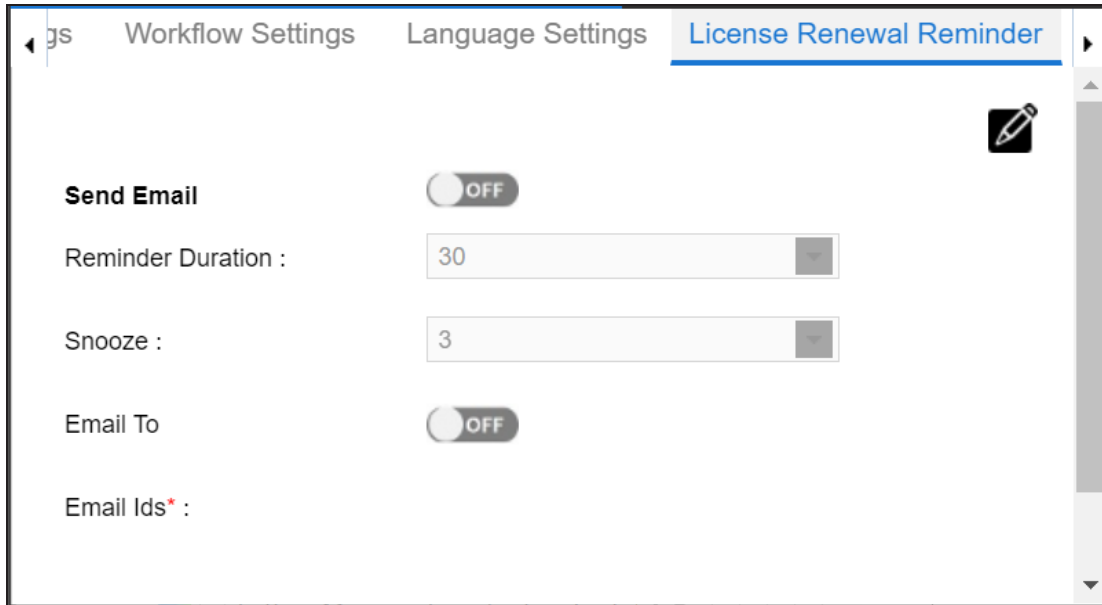 gs Workflow Settings Language Settings License Renewal Reminder
Send Email OFF
Reminder Duration : 30
Snooze : 3
Email To OFF
Email Ids* :